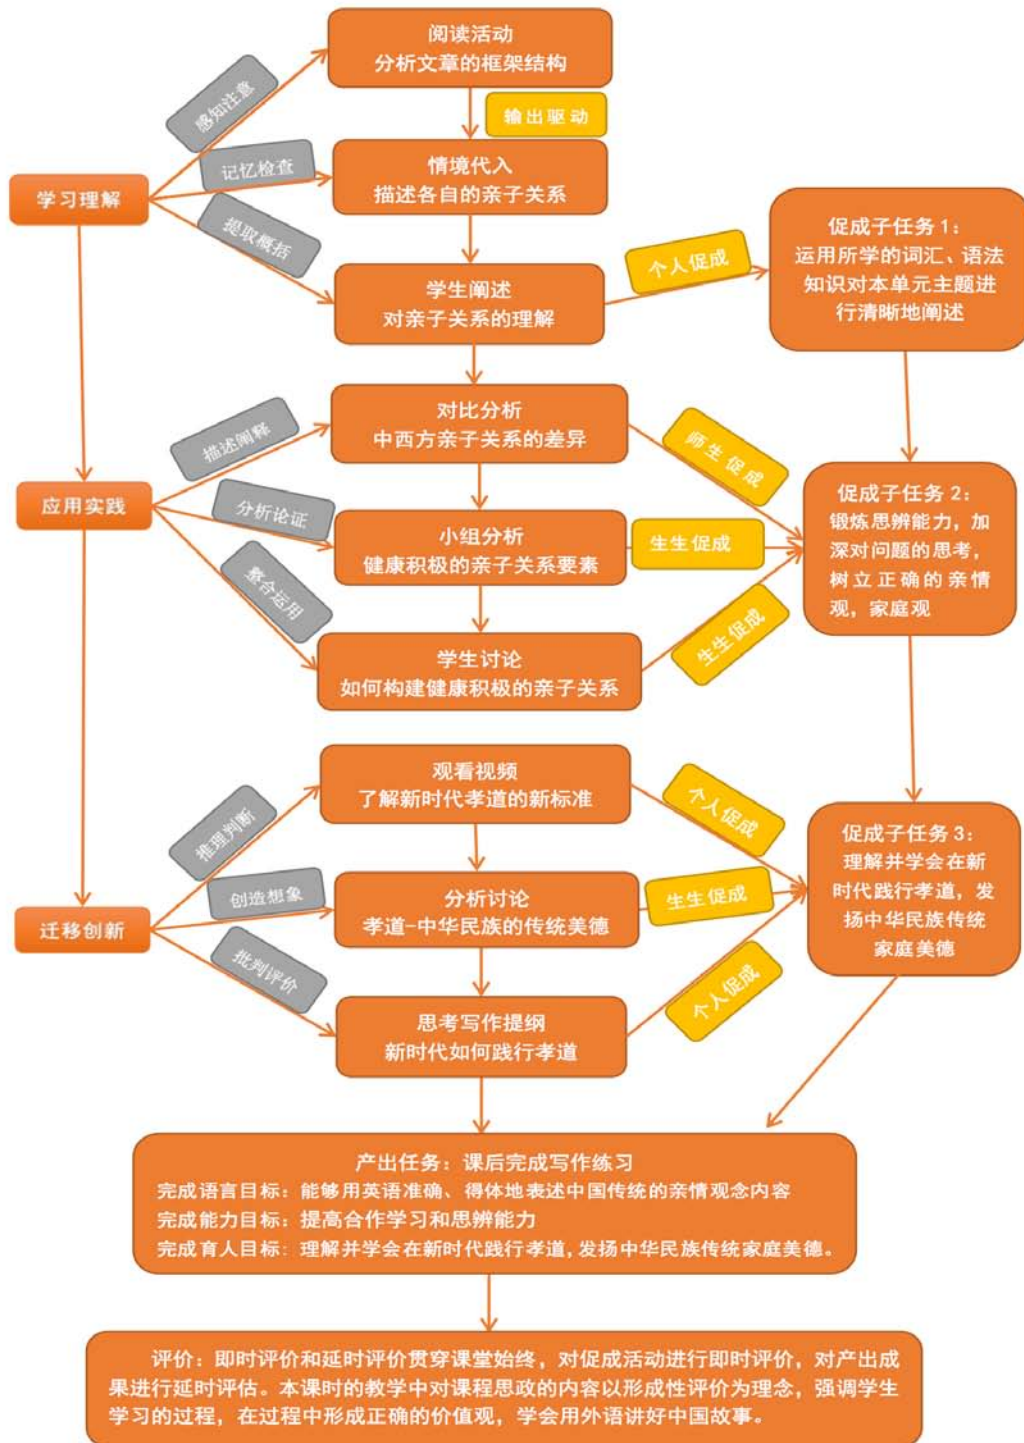 阅读活动
分析文章的框架结构
感知注意
输出驱动
记忆检查
情境代入
描述各自的亲子关系
学习理解
提取概括
学生阐述
对亲子关系的理解
个人促成
促成子任务 1：
运用所学的词汇、语法
知识对本单元主题进
行清晰地阐述
对比分析
中西方亲子关系的差异
描述阐释
师生促成
应用实践
分析论证
小组分析
健康积极的亲子关系要素
生生促成
促成子任务 2：
锻炼思辨能力，加
深对问题的思考，
树立正确的亲情
观，家庭观
整合运用
学生讨论
如何构建健康积极的亲子关系
生生促成
观看视频
了解新时代孝道的新标准
推理判断
个人促成
迁移创新
创造想象
分析讨论
孝道-中华民族的传统美德
生生促成
促成子任务 3：
理解并学会在新
时代践行孝道，发
扬中华民族传统
家庭美德
批判评价
思考写作提纲
新时代如何践行孝道
个人促成
产出任务：课后完成写作练习
完成语言目标：能够用英语准确、得体地表述中国传统的亲情观念内容
完成能力目标：提高合作学习和思辨能力
完成育人目标：理解并学会在新时代践行孝道，发扬中华民族传统家庭美德。
评价：即时评价和延时评价贯穿课堂始终，对促成活动进行即时评价，对产出成
果进行延时评估。本课时的教学中对课程思政的内容以形成性评价为理念，强调学生
学习的过程，在过程中形成正确的价值观，学会用外语讲好中国故事。